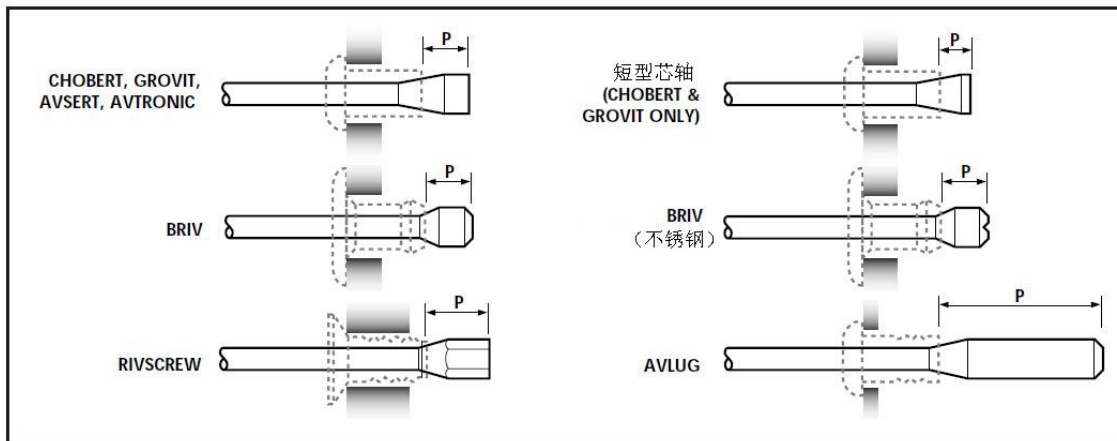 CHOBERT, GROVIT,
AVSERT, AVTRONIC
P
短型芯轴
(CHOBERT &
GROVIT ONLY)
P
BRIV
P
BRIV
（不锈钢）
P
RIVSCREW
P
AVLUG
P